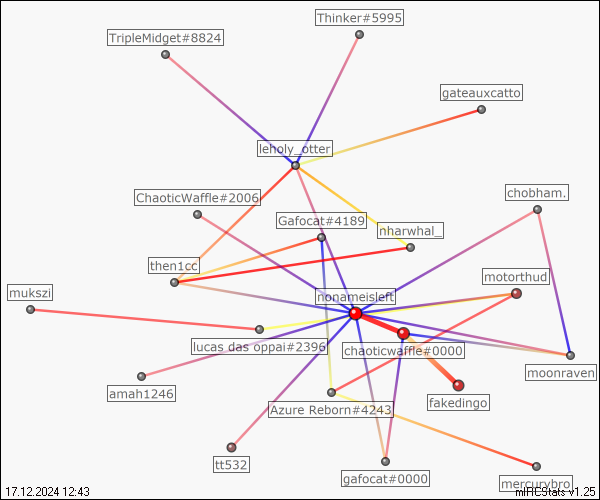 Thinker#5995
TripleMidget#8824
gateauxcatto
leholy_otter
ChaoticWaffle#2006
chobham.
Gafocat#4189
nharwhal_
then1cc
motorthud
mukszi
nonameisleft
lucas das oppai#2396
chaoticwaffle#0000
moonraven
amah1246
fakedingo
Azure Reborn#4243
tt532
gafocat#0000
mercurybro
17.12.2024 12:43
mIRCStats v1.25